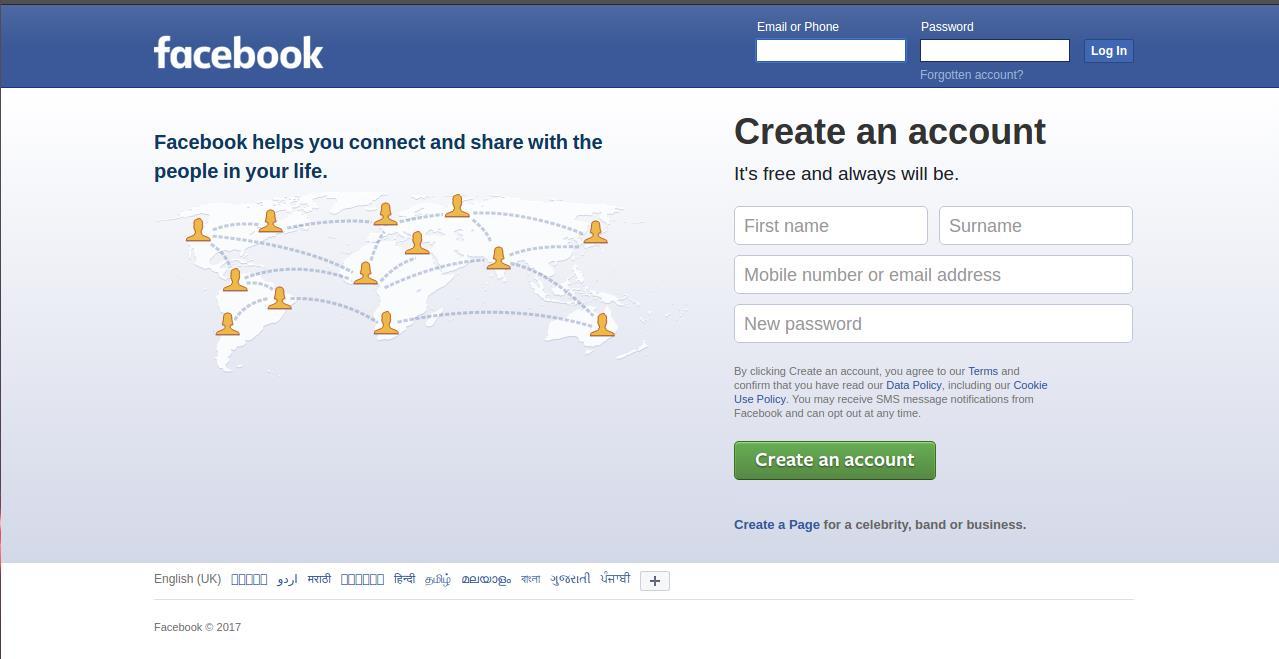 facebook
Email or Phone
Password
Log In
Forgotten account?
Facebook helps you connect and share with the
people in your life.
Create an account
It's free and always will be.
First name
Surname
Mobile number or email address
New password
By clicking Create an account, you agree to our Terms and
confirm that you have read our Data Policy, including our Cookie
Use Policy. You may receive SMS message notifications from
Facebook and can opt out at any time.
Create an account
Create a Page for a celebrity, band or business.
English (UK) اردو मराठी हिन्दी தமிழ் മലയാളം বাংলা ગુજરાતી ਪੰਜਾਬੀ +
Facebook © 2017